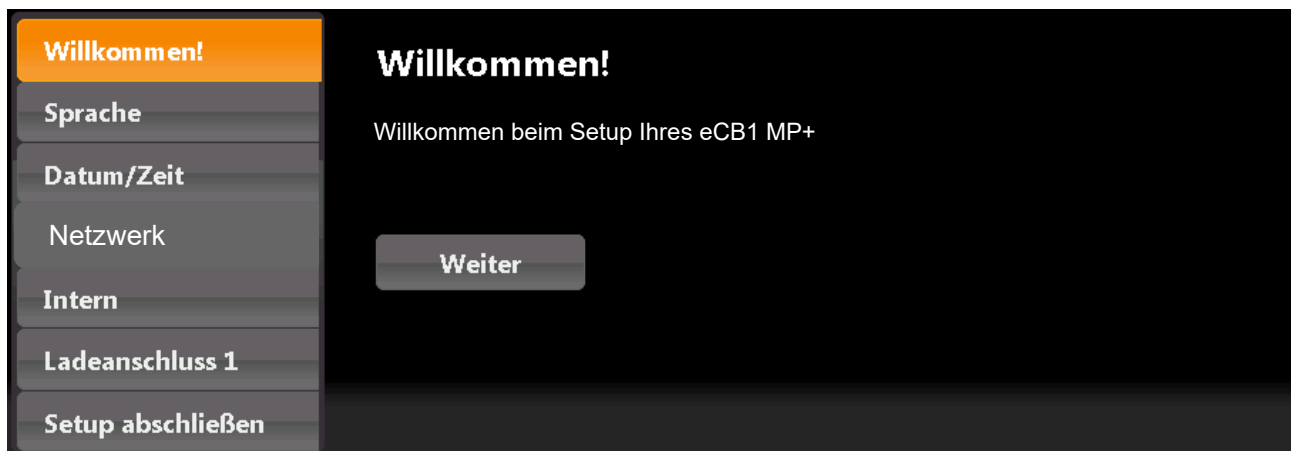 Willkommen!
Sprache
Datum/Zeit
Netzwerk
Intern
Ladeanschluss 1
Setup abschließen
Willkommen!
Willkommen beim Setup Ihres eCB1 MP+
Weiter